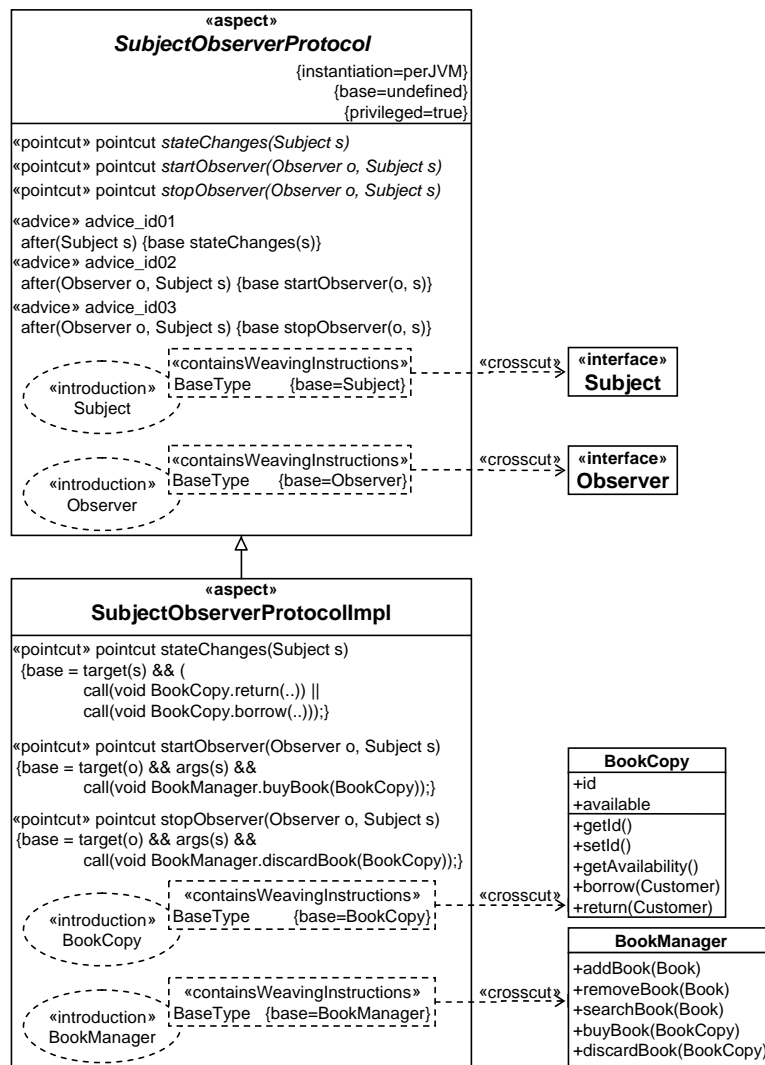 «aspect»
SubjectObserverProtocol
{instantiation=perJVM}
{base=undefined}
{privileged=true}
«pointcut» pointcut stateChanges(Subject s)
«pointcut» pointcut startObserver(Observer o, Subject s)
«pointcut» pointcut stopObserver(Observer o, Subject s)
«advice» advice_id01
after(Subject s) {base stateChanges(s)}
«advice» advice_id02
after(Observer o, Subject s) {base startObserver(o, s)}
«advice» advice_id03
after(Observer o, Subject s) {base stopObserver(o, s)}
«introduction»
Subject
«containsWeavingInstructions»
BaseType {base=Subject}
«crosscut»
«interface»
Subject
«introduction»
Observer
«containsWeavingInstructions»
BaseType {base=Observer}
«crosscut»
«interface»
Observer
«aspect»
SubjectObserverProtocolImpl
«pointcut» pointcut stateChanges(Subject s)
{base = target(s) && (
call(void BookCopy.return(..)) ||
call(void BookCopy.borrow(..)));}
«pointcut» pointcut startObserver(Observer o, Subject s)
{base = target(o) && args(s) &&
call(void BookManager.buyBook(BookCopy));}
«pointcut» pointcut stopObserver(Observer o, Subject s)
{base = target(o) && args(s) &&
call(void BookManager.discardBook(BookCopy));}
«introduction»
BookCopy
«containsWeavingInstructions»
BaseType {base=BookCopy}
«crosscut»
BookCopy
+id
+available
+getId()
+setId()
+getAvailability()
+borrow(Customer)
+return(Customer)
«introduction»
BookManager
«containsWeavingInstructions»
BaseType {base=BookManager}
«crosscut»
BookManager
+addBook(Book)
+removeBook(Book)
+searchBook(Book)
+buyBook(BookCopy)
+discardBook(BookCopy)